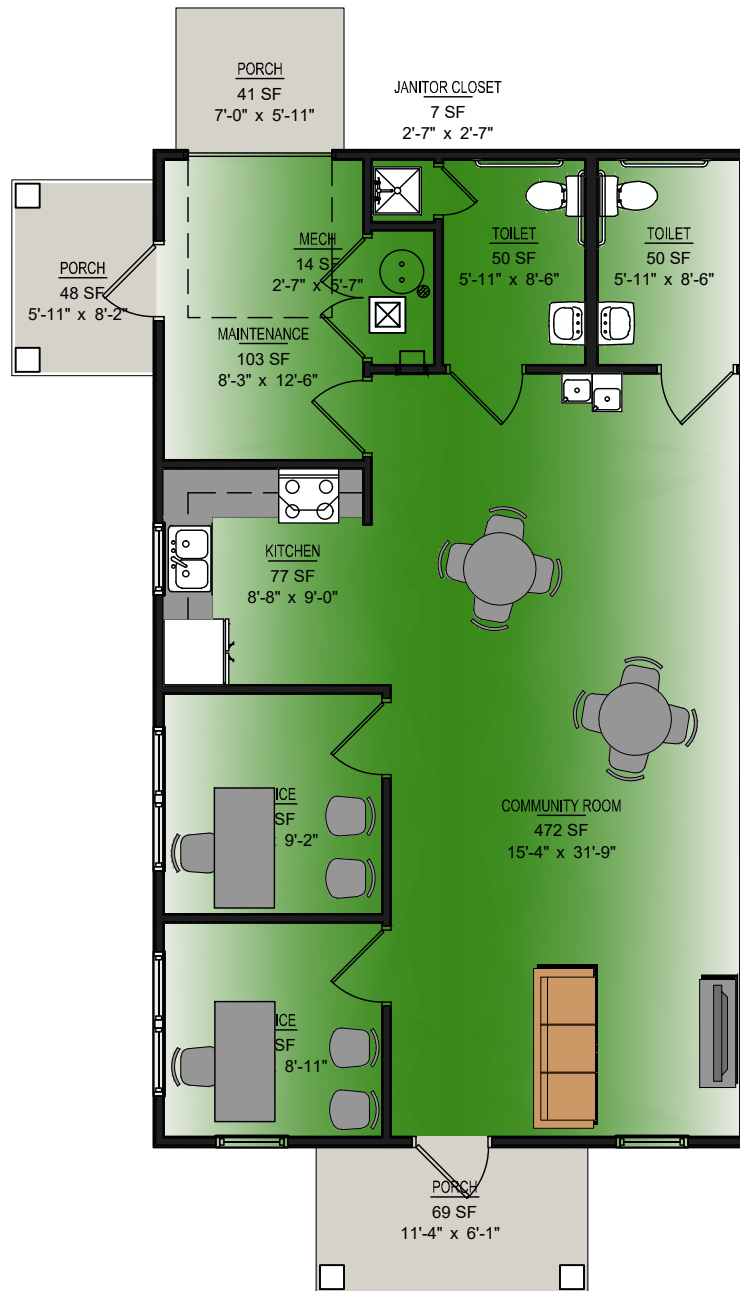 PORCH
41 SF
7'-0" x 5'-11"
JANITOR CLOSET
7 SF
2'-7" x 2'-7"
PORCH
48 SF
5'-11" x 8'-2"
MECH
14 SF
2'-7" x 5'-7"
TOILET
50 SF
5'-11" x 8'-6"
TOILET
50 SF
5'-11" x 8'-6"
MAINTENANCE
103 SF
8'-3" x 12'-6"
KITCHEN
77 SF
8'-8" x 9'-0"
ICE
SF
x 9'-2"
COMMUNITY ROOM
472 SF
15'-4" x 31'-9"
ICE
SF
8'-11"
PORCH
69 SF
11'-4" x 6'-1"